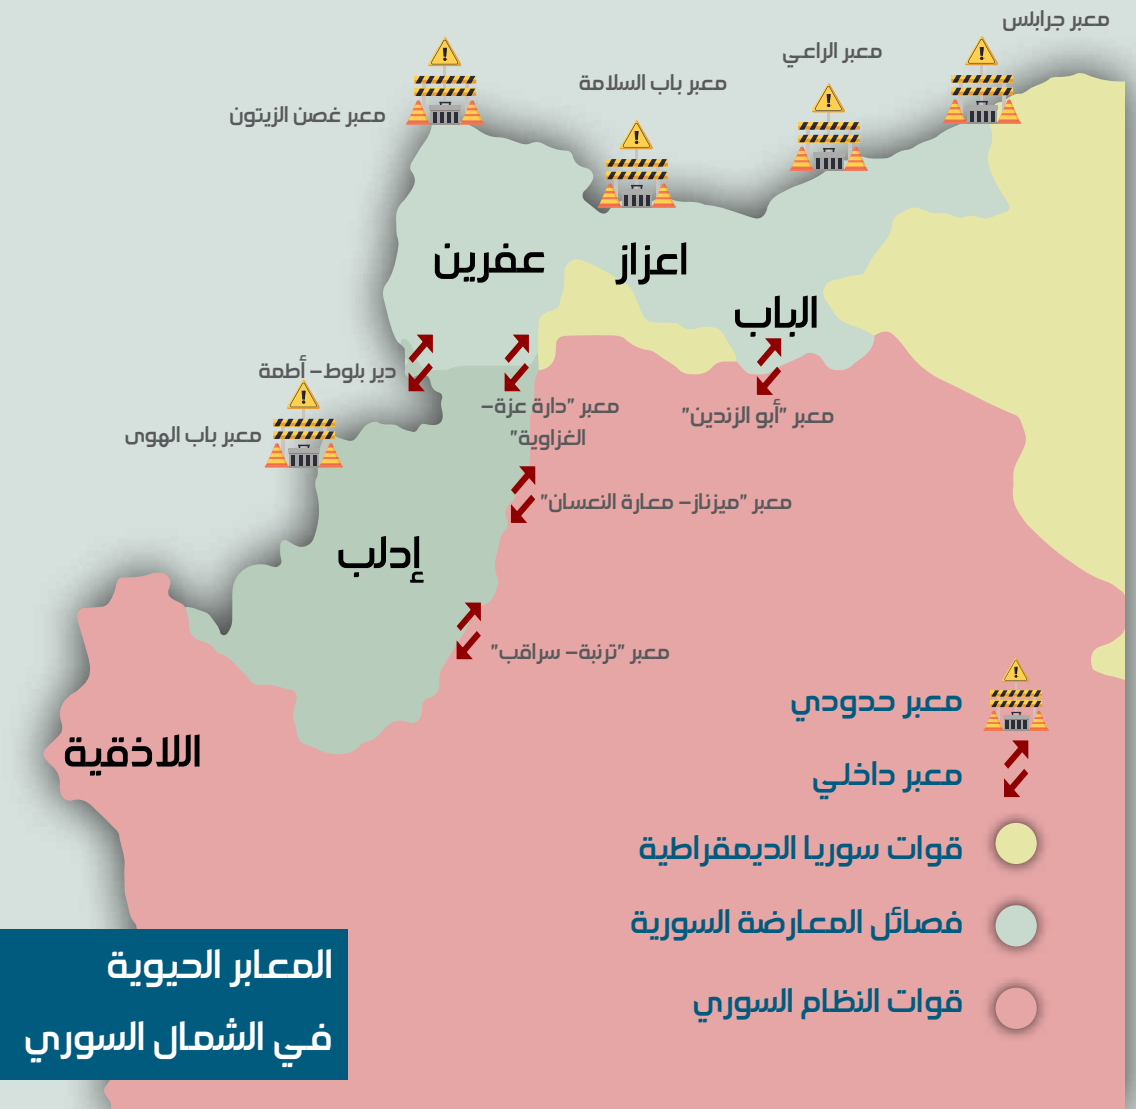 معبر جرابلس
معبر الراعي
معبر باب السلامة
معبر غصن الزيتون
عفرين
اعزاز
الباب
دير بلوط – أطمة
معبر "دارة عزة –
الغزاوية"
معبر "أبو الزندين"
معبر باب الهوى
معبر "ميزناز – معارة النعسان"
إدلب
معبر "ترنبة – سراقب"
اللاذقية
معبر حدودي
معبر داخلي
قوات سوريا الديمقراطية
فصائل المعارضة السورية
قوات النظام السوري
المعابر الحيوية
في الشمال السوري